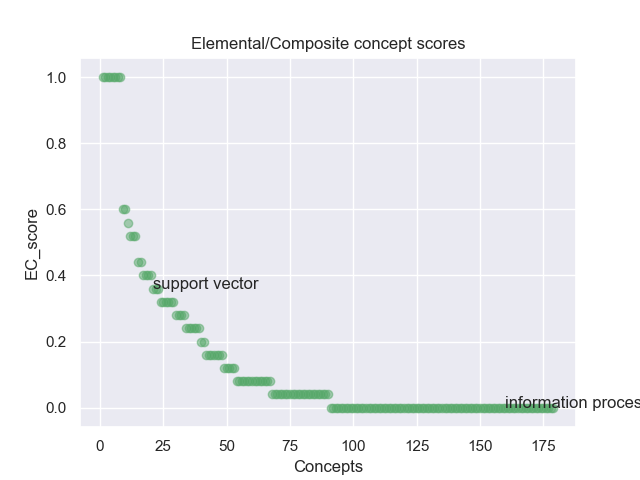 Elemental/Composite concept scores
EC_score
1.0
0.8
0.6
0.4
0.2
0.0
support vector
information proces
0 25 50 75 100 125 150 175
Concepts